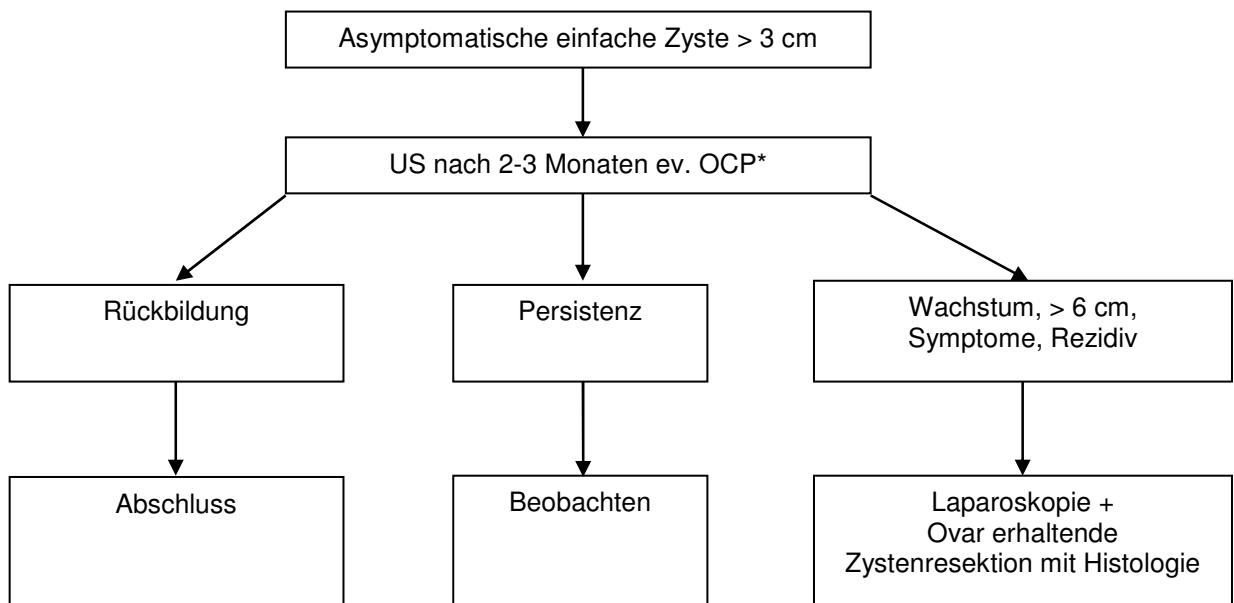 Asymptomatische einfache Zyste > 3 cm
US nach 2-3 Monaten ev. OCP*
Rückbildung
Persistenz
Wachstum, > 6 cm,
Symptome, Rezidiv
Abschluss
Beobachten
Laparoskopie +
Ovar erhaltende
Zystenresektion mit Histologie